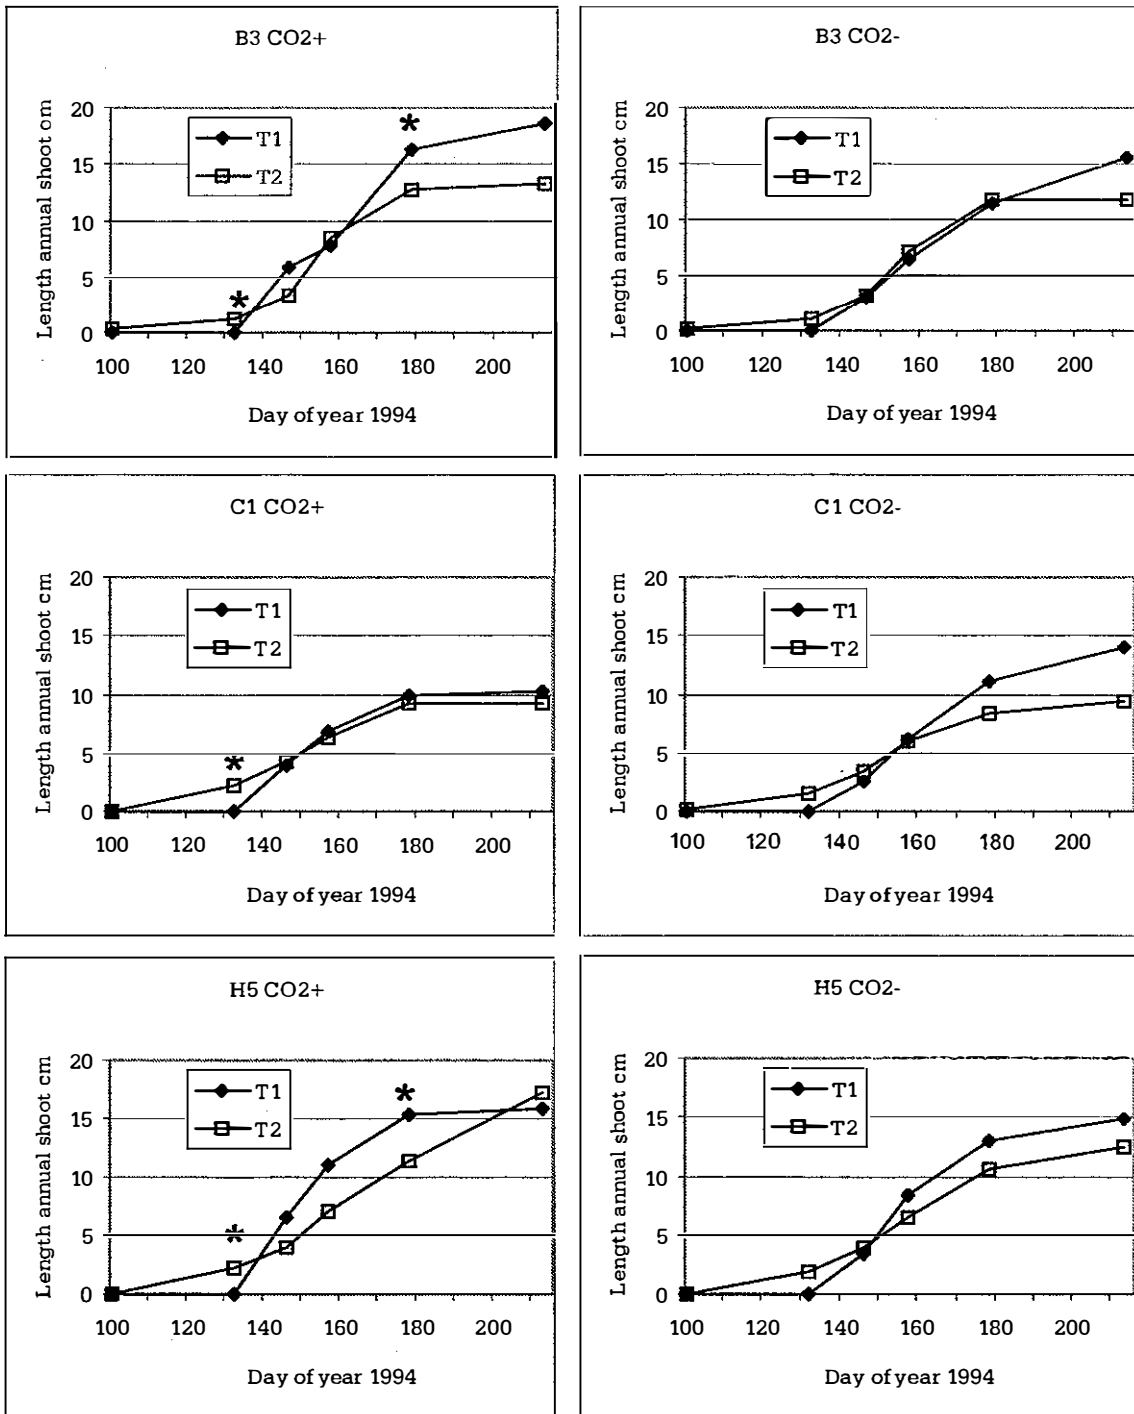 B3 CO2+
Length annual shoot cm
20
15
10
5
0
T1
T2
*
*
100 120 140 160 180 200
Day of year 1994
B3 CO2-
Length annual shoot cm
20
15
10
5
0
T1
T2
100 120 140 160 180 200
Day of year 1994
C1 CO2+
Length annual shoot cm
20
15
10
5
0
T1
T2
*
100 120 140 160 180 200
Day of year 1994
C1 CO2-
Length annual shoot cm
20
15
10
5
0
T1
T2
100 120 140 160 180 200
Day of year 1994
H5 CO2+
Length annual shoot cm
20
15
10
5
0
T1
T2
*
*
100 120 140 160 180 200
Day of year 1994
H5 CO2-
Length annual shoot cm
20
15
10
5
0
T1
T2
100 120 140 160 180 200
Day of year 1994